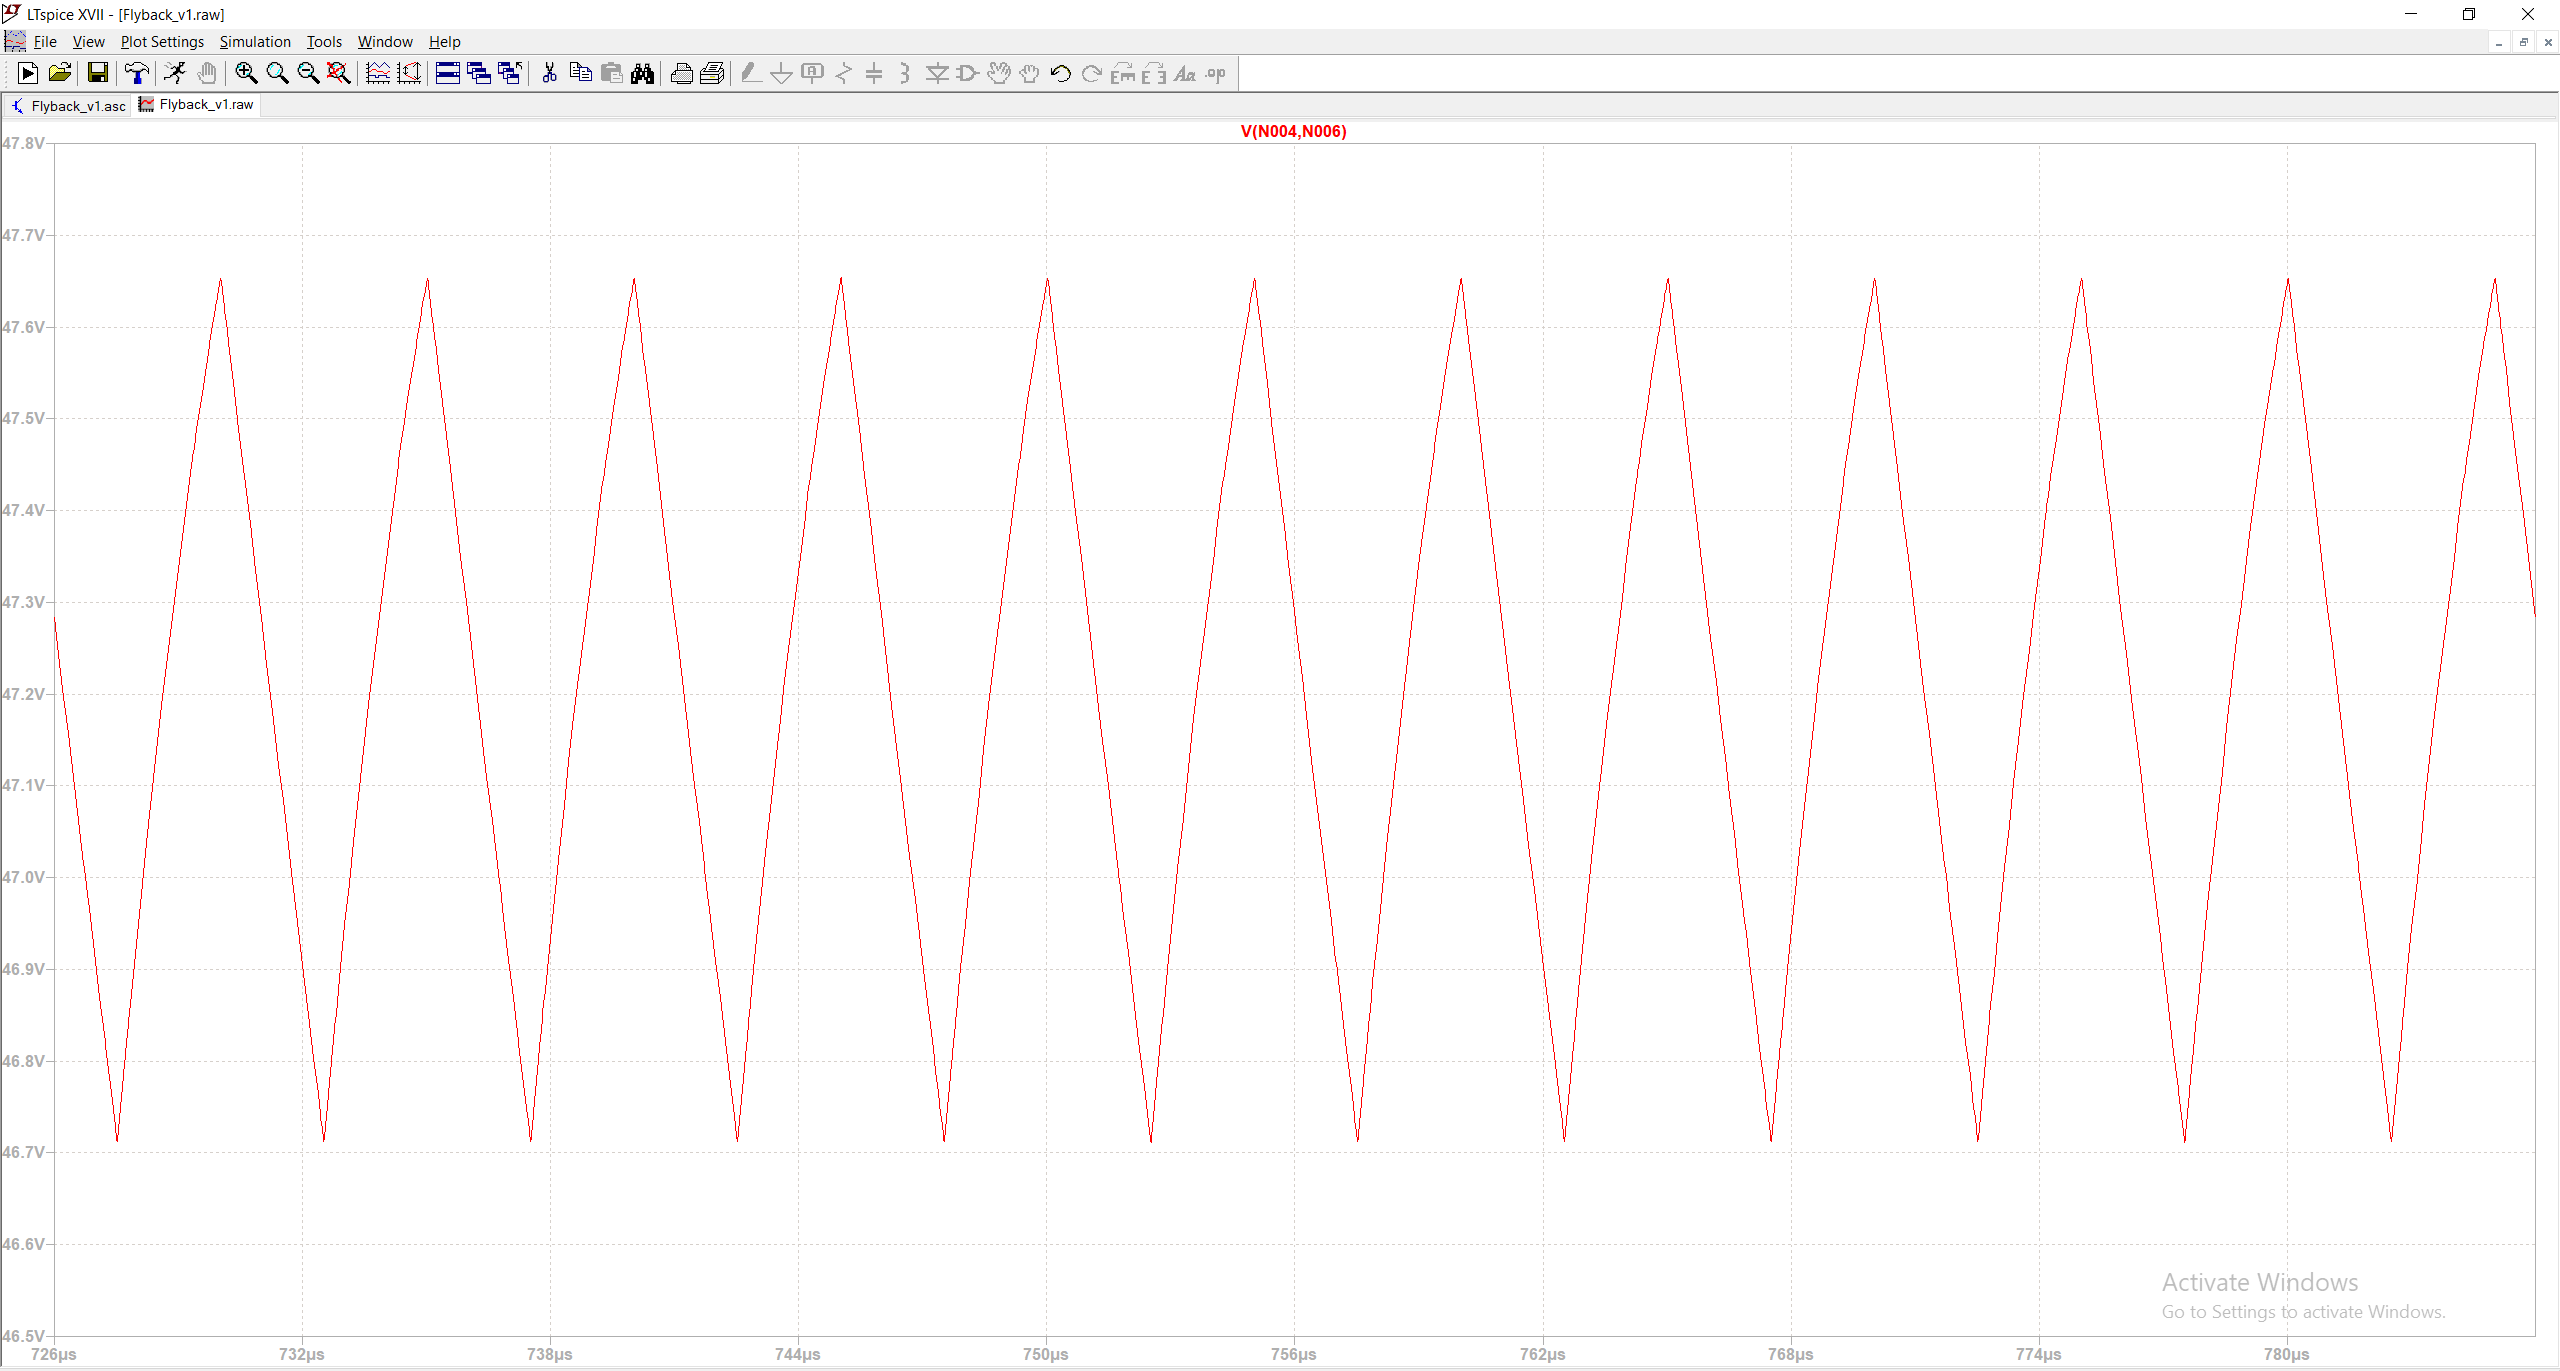 LTspice XVII - [Flyback_v1.raw]
File View Plot Settings Simulation Tools Window Help
Flyback_v1.asc Flyback_v1.raw
V(N004,N006)
47.8V
47.7V
47.6V
47.5V
47.4V
47.3V
47.2V
47.1V
47.0V
46.9V
46.8V
46.7V
46.6V
46.5V
726µs 732µs 738µs 744µs 750µs 756µs 762µs 768µs 774µs 780µs
Activate Windows
Go to Settings to activate Windows.